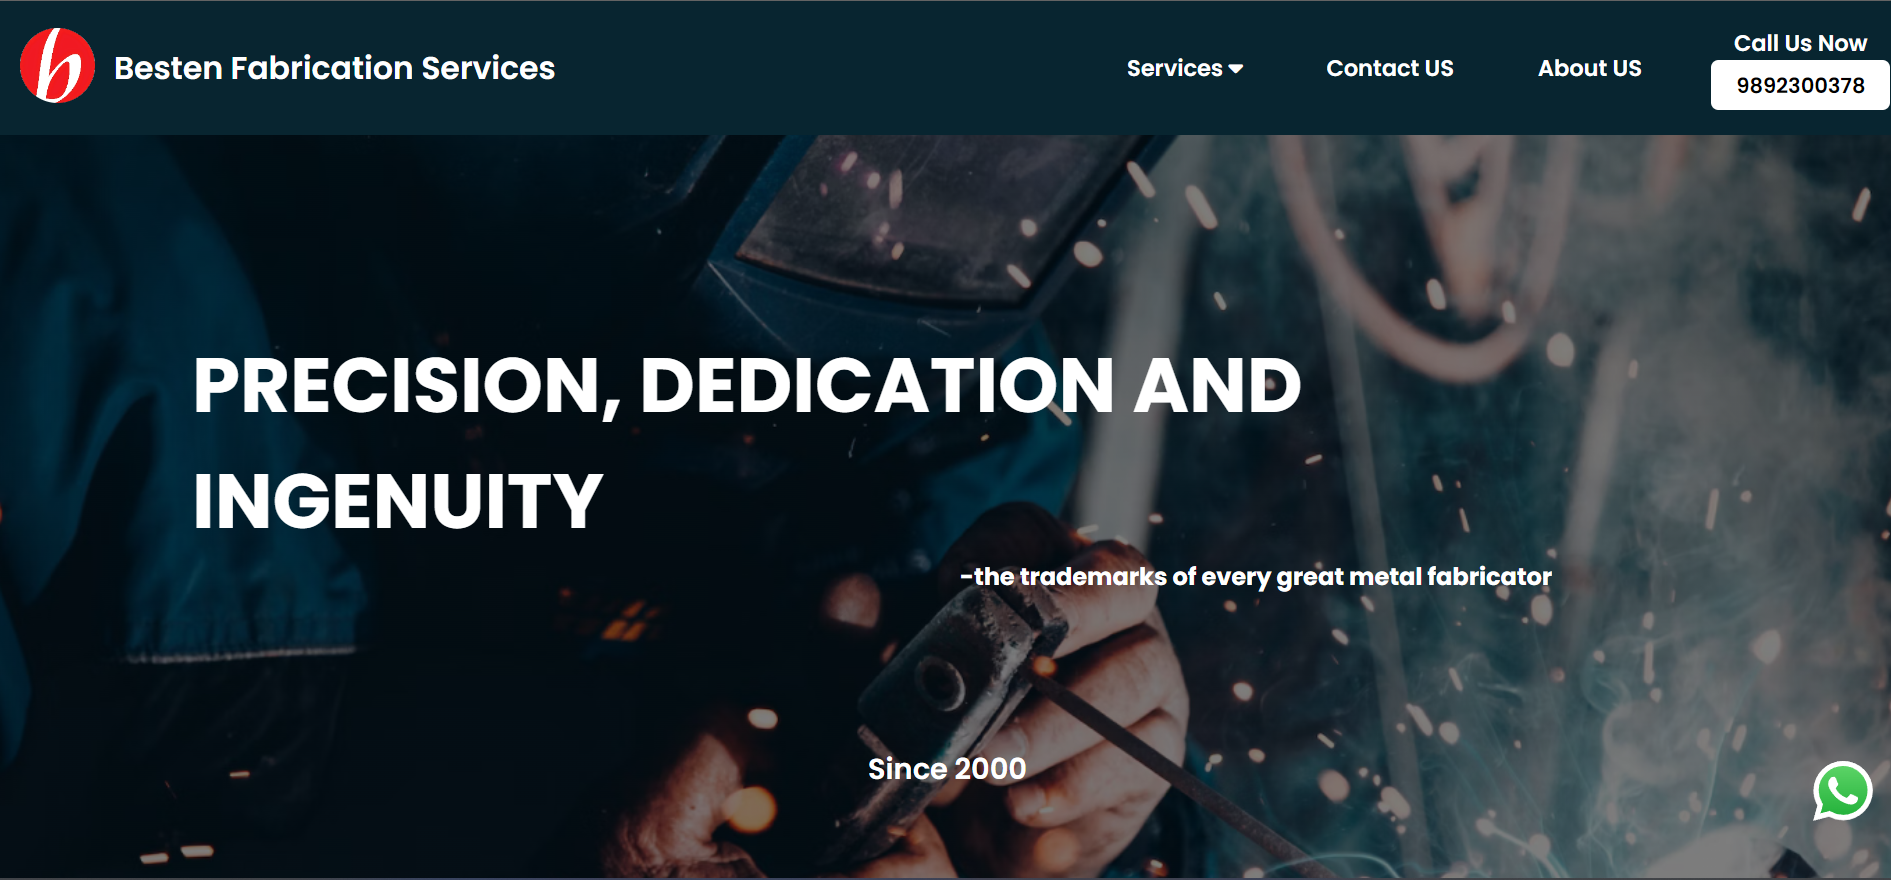 b
Besten Fabrication Services
Services
Contact US
About US
Call Us Now
9892300378
PRECISION, DEDICATION AND
INGENUITY
-the trademarks of every great metal fabricator
Since 2000